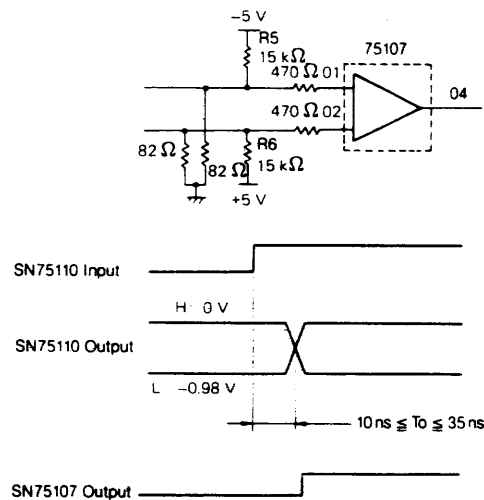 −5 V
R5
15 kΩ
75107
470 Ω 01
04
470 Ω 02
82 Ω
82 Ω
R6
15 kΩ
+5 V
SN75110 Input
H 0 V
SN75110 Output
L −0.98 V
10 ns ≦ To ≦ 35 ns
SN75107 Output